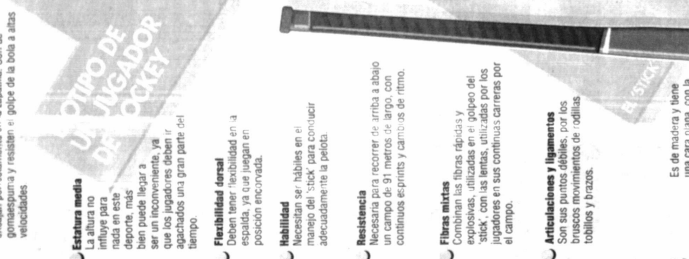 gomaespuma y resisten el golpe de la bola a altas
velocidades
BIOTIPO DE
UN JUGADOR
DE HOCKEY
Estatura media
La altura no
influye para
nada en este
deporte, más
bien puede llegar a
ser un inconveniente, ya
que los jugadores deben ir
agachados una gran parte del
tiempo.
Flexibilidad dorsal
Deben tener flexibilidad en la
espalda, ya que juegan en
posición encorvada.
Habilidad
Necesitan ser hábiles en el
manejo del 'stick' para conducir
adecuadamente la pelota.
Resistencia
Necesaria para recorrer de arriba a abajo
un campo de 91 metros de largo, con
continuos esprints y cambios de ritmo.
Fibras mixtas
Combinan las fibras rápidas y
explosivas, utilizadas en el golpeo del
'stick', con las lentas, utilizadas por los
jugadores en sus continuas carreras por
el campo.
Articulaciones y ligamentos
Son sus puntos débiles, por los
bruscos movimientos de rodillas
tobillos y brazos.
EL 'STICK'
Es de madera y tiene
una cara plana, con la